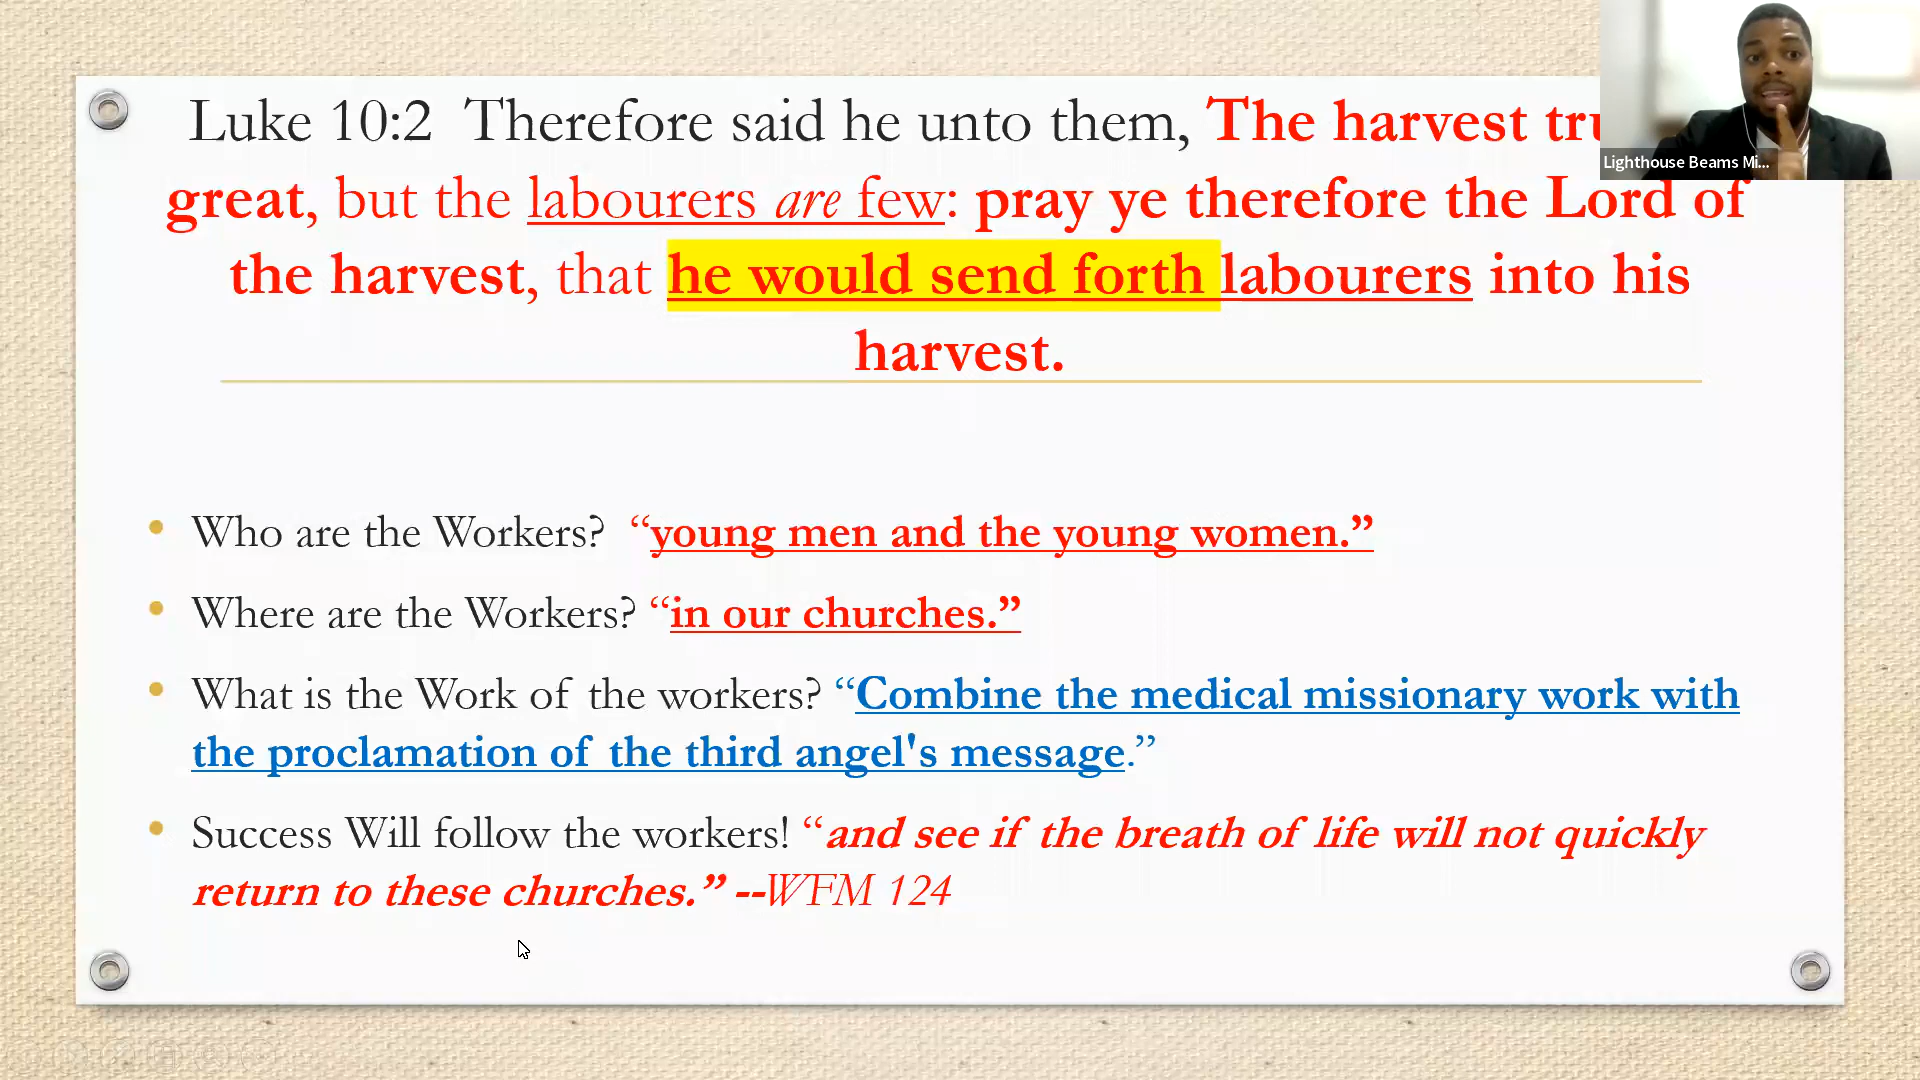 Luke 10:2 Therefore said he unto them, The harvest
great, but the labourers are few: pray ye therefore the Lord of
the harvest, that he would send forth labourers into his
harvest.
Lighthouse Beams Mi...
• Who are the Workers? “young men and the young women.”
• Where are the Workers? “in our churches.”
• What is the Work of the workers? “Combine the medical missionary work with
the proclamation of the third angel's message.”
• Success Will follow the workers! “and see if the breath of life will not quickly
return to these churches.” --WFM 124